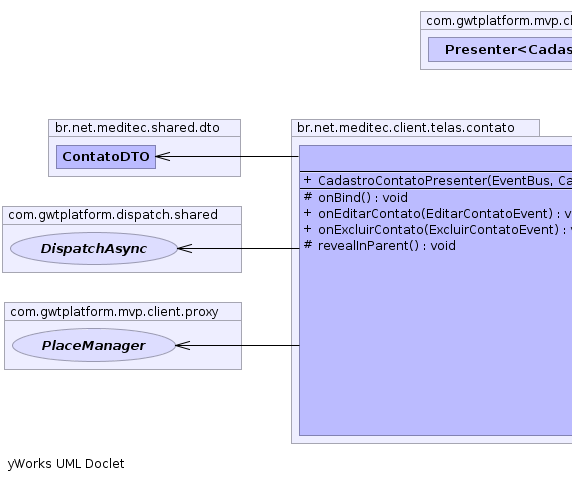 com.gwtplatform.mvp.cl
Presenter<Cadas
br.net.meditec.shared.dto
ContatoDTO
br.net.meditec.client.telas.contato
+ CadastroContatoPresenter(EventBus, Ca
# onBind() : void
+ onEditarContato(EditarContatoEvent) : v
+ onExcluirContato(ExcluirContatoEvent) : v
# revealInParent() : void
com.gwtplatform.dispatch.shared
DispatchAsync
com.gwtplatform.mvp.client.proxy
PlaceManager
yWorks UML Doclet